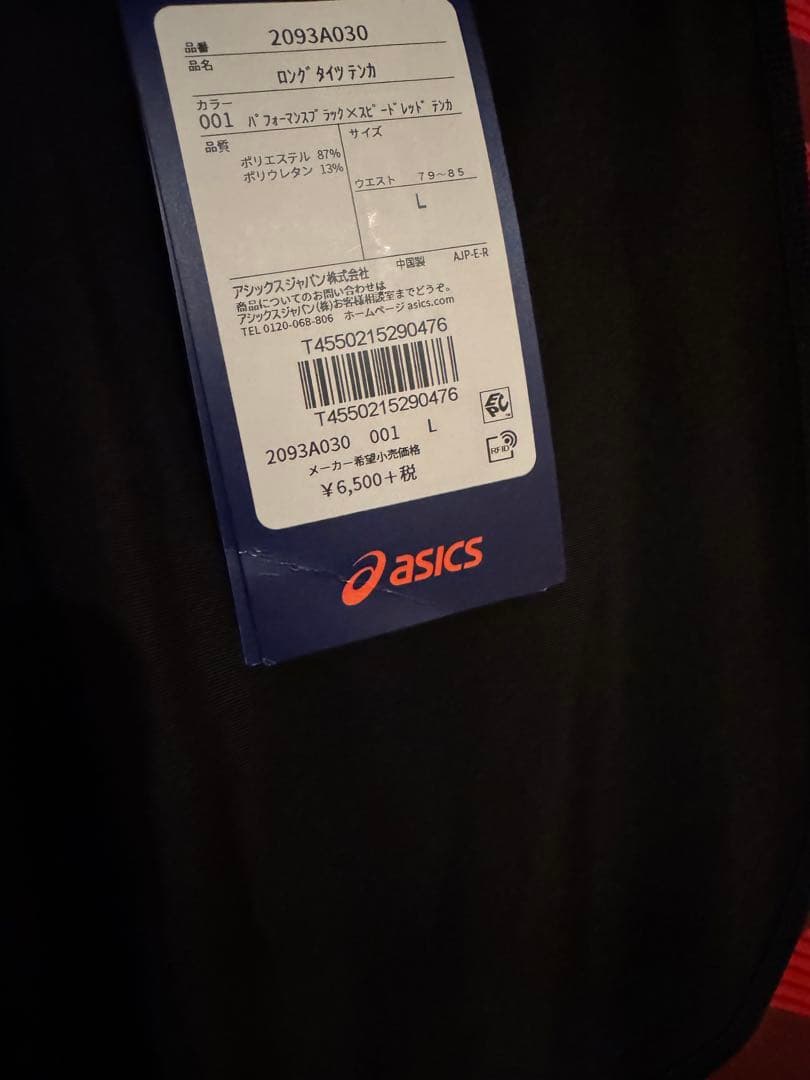 品番 2093A030
品名 ﾛﾝｸﾞﾀｲﾂﾃﾝｶ
カラー
001 ﾊﾟﾌｫｰﾏﾝｽﾌﾞﾗｯｸ×ｽﾋﾟｰﾄﾞﾚｯﾄﾞﾃﾝｶ
品質
ポリエステル 87%
ポリウレタン 13%
サイズ
ウエスト 79～85
L
アシックスジャパン株式会社 中国製 AJP-E-R
商品についてのお問い合わせは
アシックスジャパン(株)お客様相談室までどうぞ。
TEL 0120-068-806 ホームページ asics.com
T4550215290476
T4550215290476
2093A030 001 L
メーカー希望小売価格
￥6,500＋税
EPC
RFID
asics